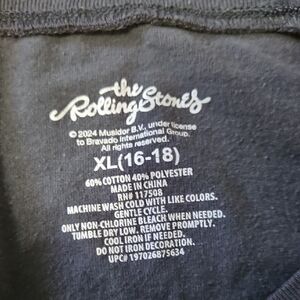 the
Rolling Stones
© 2024 Musidor B.V., under license
to Bravado International Group.
All rights reserved.
XL(16-18)
60% COTTON 40% POLYESTER
MADE IN CHINA
RN# 117508
MACHINE WASH COLD WITH LIKE COLORS.
GENTLE CYCLE.
ONLY NON-CHLORINE BLEACH WHEN NEEDED.
TUMBLE DRY LOW. REMOVE PROMPTLY.
COOL IRON IF NEEDED.
DO NOT IRON DECORATION.
UPC# 197026875634